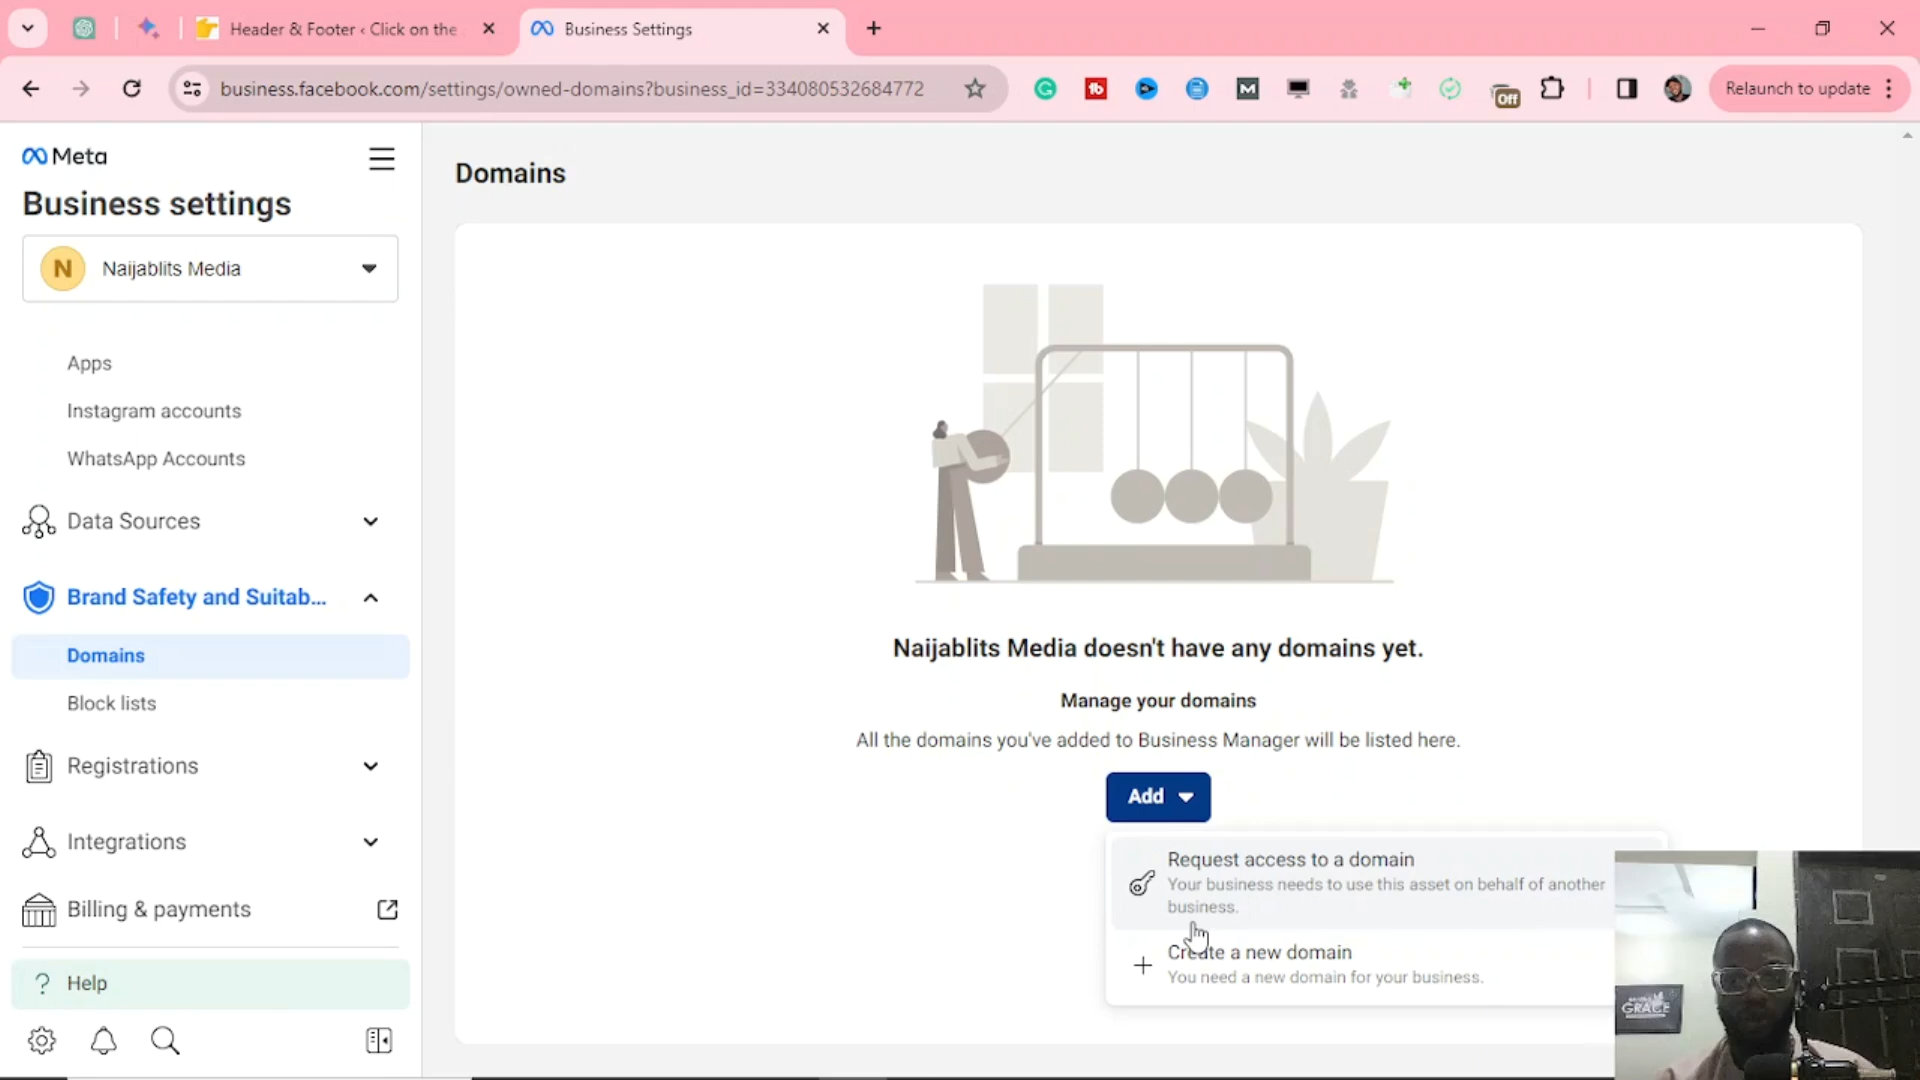 Header & Footer ‹ Click on the
Business Settings
business.facebook.com/settings/owned-domains?business_id=334080532684772
Off
Relaunch to update
Meta
Business settings
N
Naijablits Media
Apps
Instagram accounts
WhatsApp Accounts
Data Sources
Brand Safety and Suitab...
Domains
Block lists
Registrations
Integrations
Billing & payments
? Help
Domains
Naijablits Media doesn't have any domains yet.
Manage your domains
All the domains you've added to Business Manager will be listed here.
Add
Request access to a domain
Your business needs to use this asset on behalf of another
business.
Create a new domain
You need a new domain for your business.
GRACE